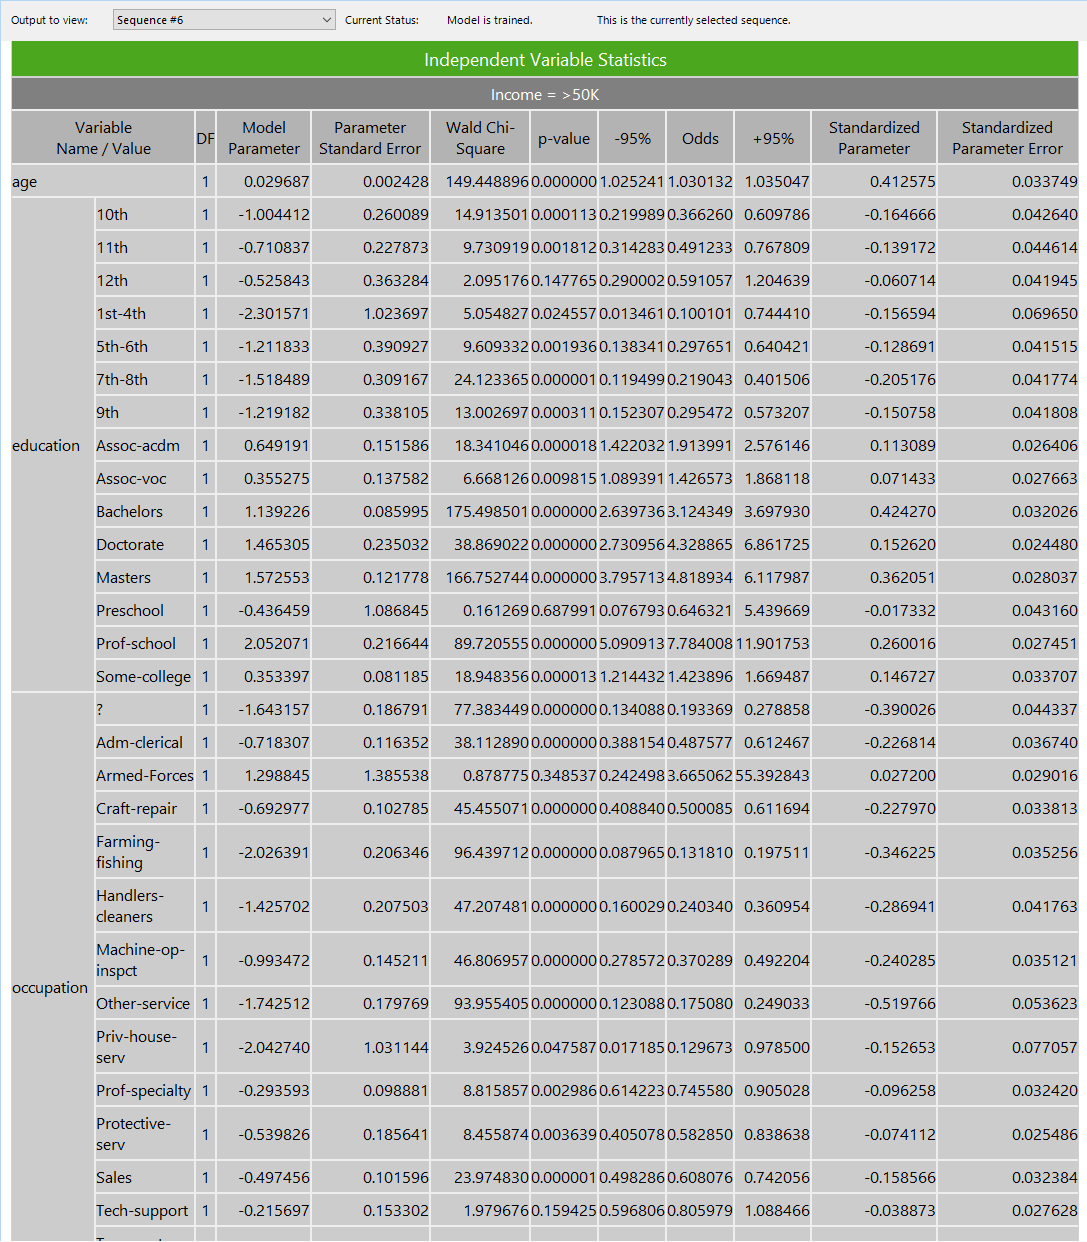 Output to view: Sequence #6 Current Status: Model is trained. This is the currently selected sequence.
Independent Variable Statistics
Income = >50K
Variable Name / Value DF Model Parameter Parameter Standard Error Wald Chi-Square p-value -95% Odds +95% Standardized Parameter Standardized Parameter Error
age 1 0.029687 0.002428 149.448896 0.000000 1.025241 1.030132 1.035047 0.412575 0.033749
education
10th 1 -1.004412 0.260089 14.913501 0.000113 0.219989 0.366260 0.609786 -0.164666 0.042640
11th 1 -0.710837 0.227873 9.730919 0.001812 0.314283 0.491233 0.767809 -0.139172 0.044614
12th 1 -0.525843 0.363284 2.095176 0.147765 0.290002 0.591057 1.204639 -0.060714 0.041945
1st-4th 1 -2.301571 1.023697 5.054827 0.024557 0.013461 0.100101 0.744410 -0.156594 0.069650
5th-6th 1 -1.211833 0.390927 9.609332 0.001936 0.138341 0.297651 0.640421 -0.128691 0.041515
7th-8th 1 -1.518489 0.309167 24.123365 0.000001 0.119499 0.219043 0.401506 -0.205176 0.041774
9th 1 -1.219182 0.338105 13.002697 0.000311 0.152307 0.295472 0.573207 -0.150758 0.041808
Assoc-acdm 1 0.649191 0.151586 18.341046 0.000018 1.422032 1.913991 2.576146 0.113089 0.026406
Assoc-voc 1 0.355275 0.137582 6.668126 0.009815 1.089391 1.426573 1.868118 0.071433 0.027663
Bachelors 1 1.139226 0.085995 175.498501 0.000000 2.639736 3.124349 3.697930 0.424270 0.032026
Doctorate 1 1.465305 0.235032 38.869022 0.000000 2.730956 4.328865 6.861725 0.152620 0.024480
Masters 1 1.572553 0.121778 166.752744 0.000000 3.795713 4.818934 6.117987 0.362051 0.028037
Preschool 1 -0.436459 1.086845 0.161269 0.687991 0.076793 0.646321 5.439669 -0.017332 0.043160
Prof-school 1 2.052071 0.216644 89.720555 0.000000 5.090913 7.784008 11.901753 0.260016 0.027451
Some-college 1 0.353397 0.081185 18.948356 0.000013 1.214432 1.423896 1.669487 0.146727 0.033707
occupation
? 1 -1.643157 0.186791 77.383449 0.000000 0.134088 0.193369 0.278858 -0.390026 0.044337
Adm-clerical 1 -0.718307 0.116352 38.112890 0.000000 0.388154 0.487577 0.612467 -0.226814 0.036740
Armed-Forces 1 1.298845 1.385538 0.878775 0.348537 0.242498 3.665062 55.392843 0.027200 0.029016
Craft-repair 1 -0.692977 0.102785 45.455071 0.000000 0.408840 0.500085 0.611694 -0.227970 0.033813
Farming-fishing 1 -2.026391 0.206346 96.439712 0.000000 0.087965 0.131810 0.197511 -0.346225 0.035256
Handlers-cleaners 1 -1.425702 0.207503 47.207481 0.000000 0.160029 0.240340 0.360954 -0.286941 0.041763
Machine-op-inspct 1 -0.993472 0.145211 46.806957 0.000000 0.278572 0.370289 0.492204 -0.240285 0.035121
Other-service 1 -1.742512 0.179769 93.955405 0.000000 0.123088 0.175080 0.249033 -0.519766 0.053623
Priv-house-serv 1 -2.042740 1.031144 3.924526 0.047587 0.017185 0.129673 0.978500 -0.152653 0.077057
Prof-specialty 1 -0.293593 0.098881 8.815857 0.002986 0.614223 0.745580 0.905028 -0.096258 0.032420
Protective-serv 1 -0.539826 0.185641 8.455874 0.003639 0.405078 0.582850 0.838638 -0.074112 0.025486
Sales 1 -0.497456 0.101596 23.974830 0.000001 0.498286 0.608076 0.742056 -0.158566 0.032384
Tech-support 1 -0.215697 0.153302 1.979676 0.159425 0.596806 0.805979 1.088466 -0.038873 0.027628